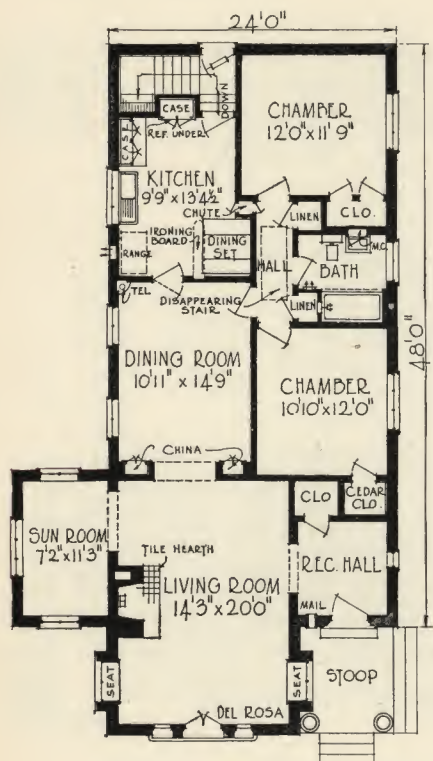 24'0"
DOWN
CASE
REF. UNDER
CASE
CHAMBER
12'0"x11'9"
KITCHEN
9'9"x13'4½"
CHUTE
LINEN
CLO.
M.C.
IRONING
BOARD
DINING
SET
RANGE
HALL
BATH
TEL.
DISAPPEARING
STAIR
LINEN
48'0"
DINING ROOM
10'11" x 14'9"
CHAMBER
10'10"x12'0"
CHINA
CLO
CEDAR
CLO.
SUN ROOM
7'2"x11'3"
TILE HEARTH
LIVING ROOM
14'3"x20'0"
REC. HALL
MAIL
SEAT
SEAT
STOOP
DEL ROSA